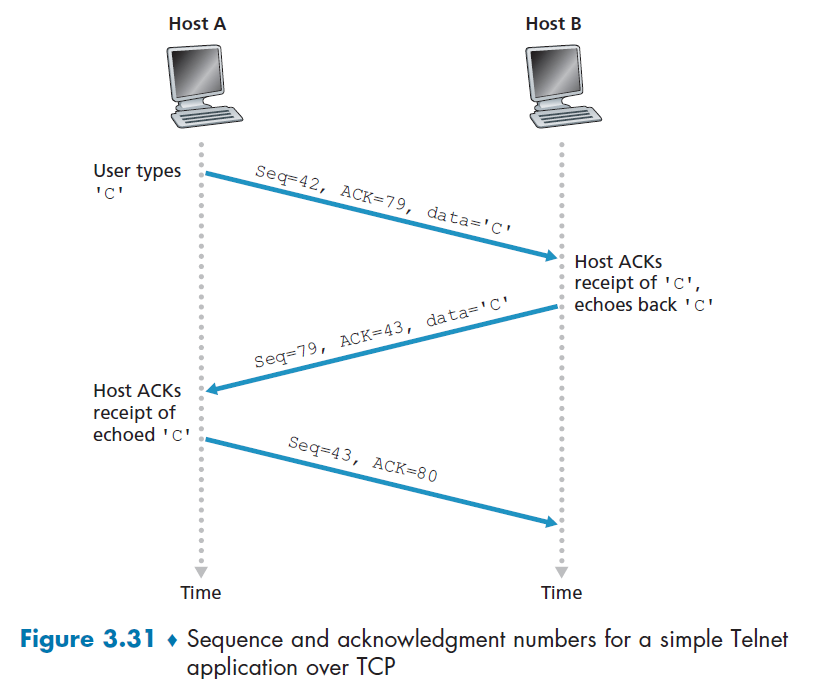 Host A
Host B
User types
'C'
Seq=42, ACK=79, data='C'
Host ACKs
receipt of 'C',
echoes back 'C'
Seq=79, ACK=43, data='C'
Host ACKs
receipt of
echoed 'C'
Seq=43, ACK=80
Time
Time
Figure 3.31 ♦ Sequence and acknowledgment numbers for a simple Telnet
application over TCP